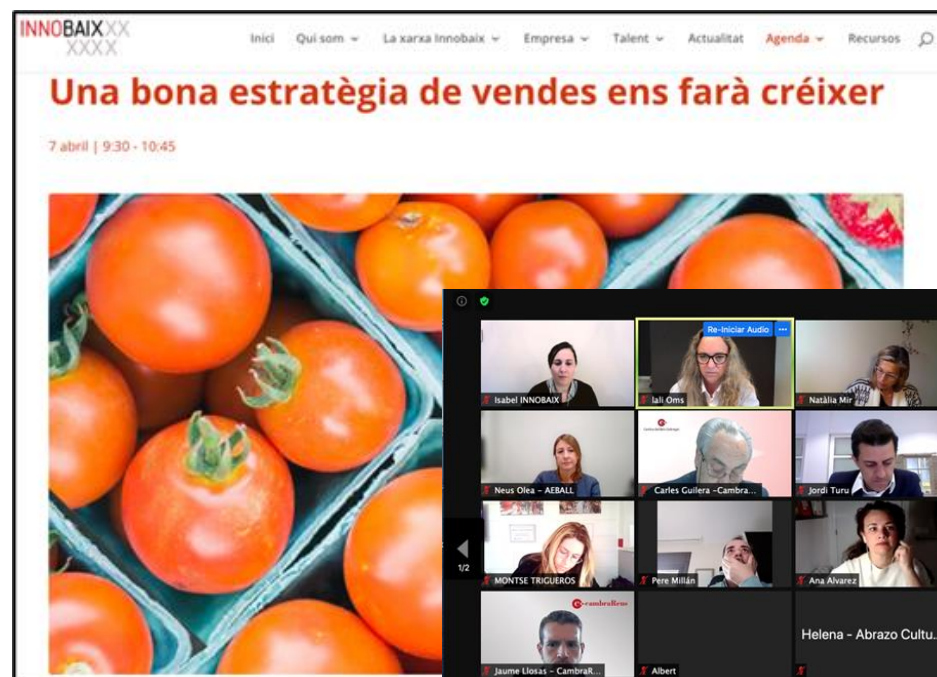 INNOBAIXXX
XXXX
Inici Qui som La xarxa Innobaix Empresa Talent Actualitat Agenda Recursos
Una bona estratègia de vendes ens farà créixer
7 abril | 9:30 - 10:45
Re-Iniciar Audio ...
Isabel INNOBAIX
lali Oms
Natàlia Mir
Neus Olea - AEBALL
Carles Guilera -Cambra...
Jordi Turu
1/2
MONTSE TRIGUEROS
Pere Millán
Ana Alvarez
cambraReus
Helena - Abrazo Cultu...
Jaume Llosas - CambraR...
Albert